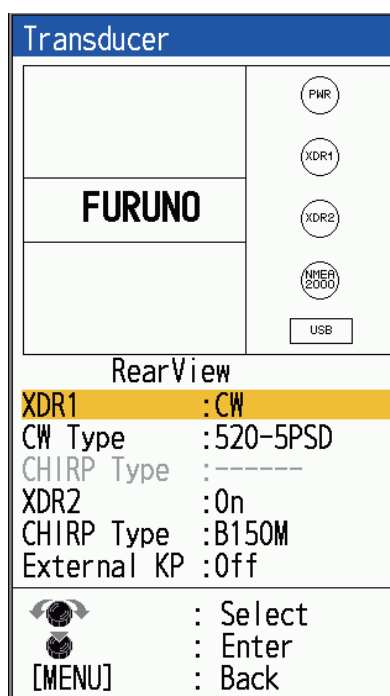 Transducer
PWR
XDR1
FURUNO
XDR2
NMEA
2000
USB
RearView
XDR1 :CW
CW Type :520-5PSD
CHIRP Type :------
XDR2 :On
CHIRP Type :B150M
External KP :Off
: Select
: Enter
[MENU] : Back